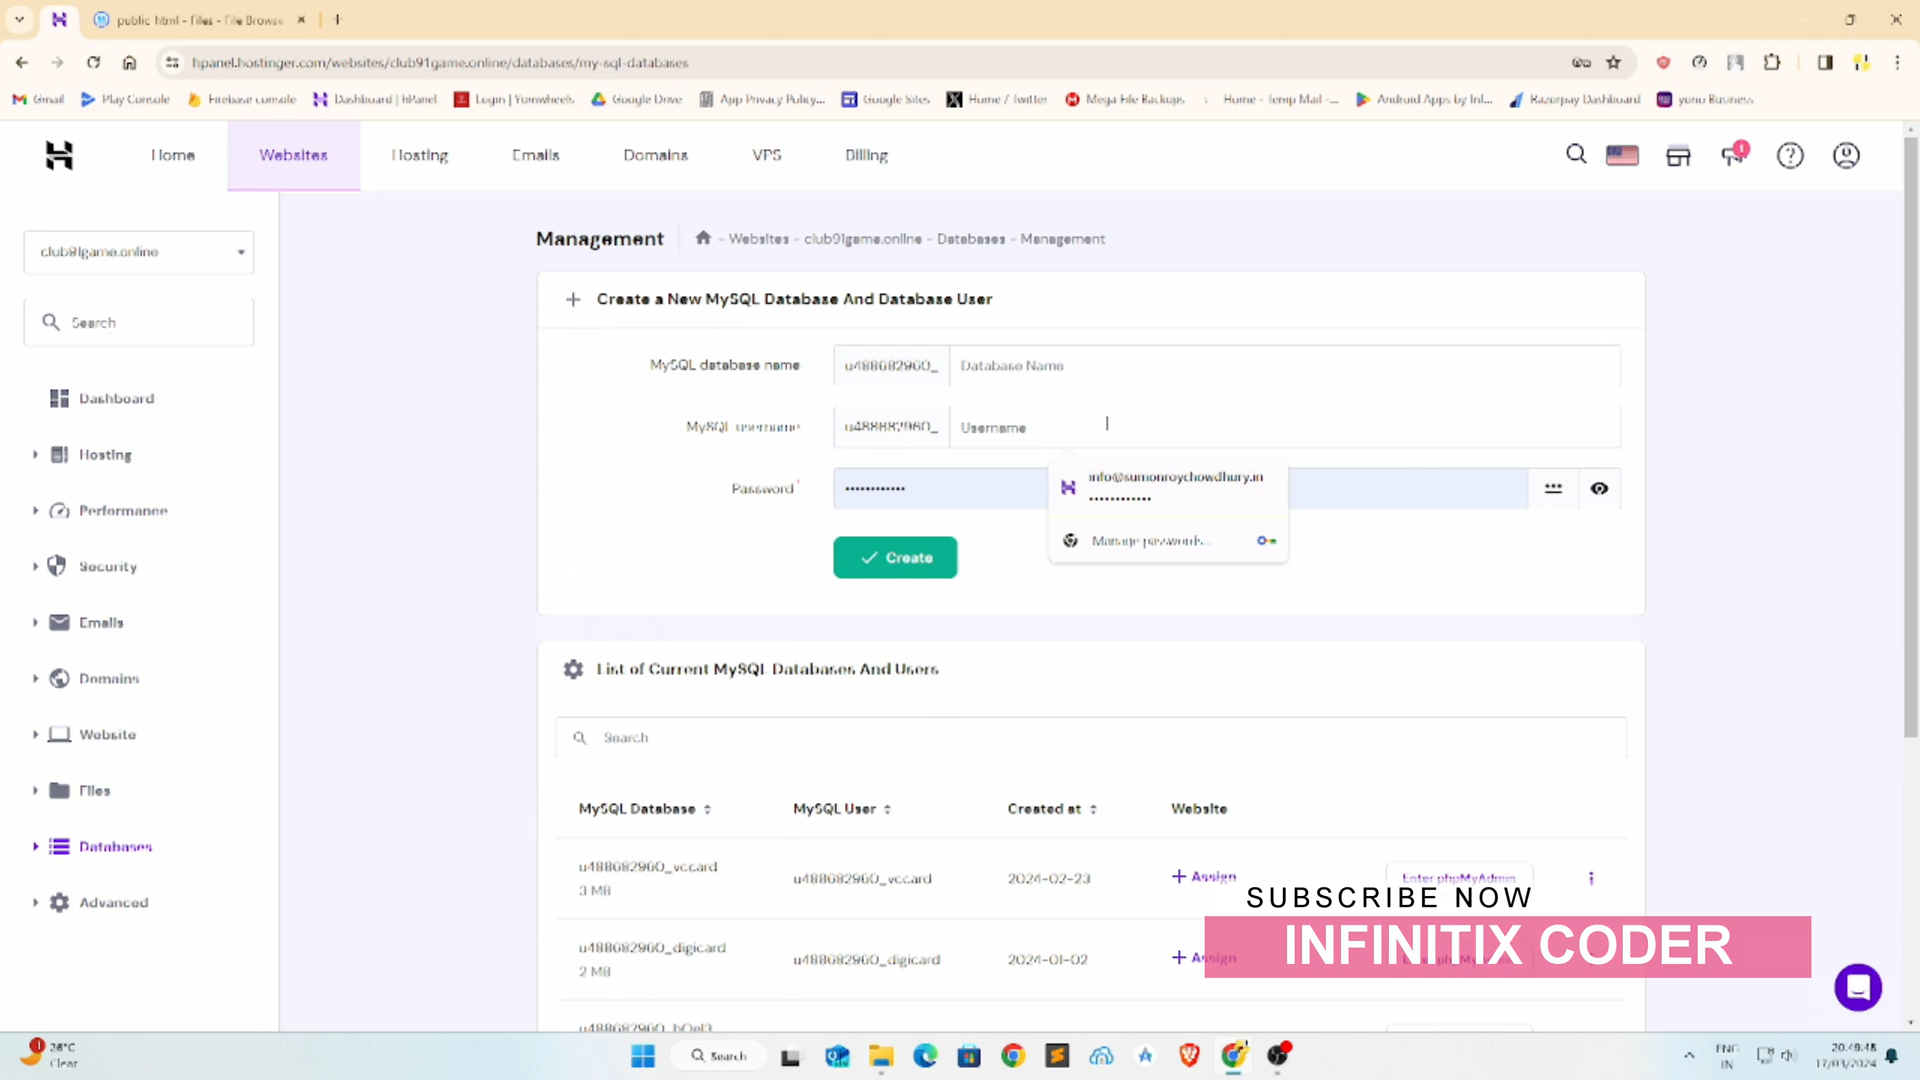 public_html - Files - File Browse
hpanel.hostinger.com/websites/club91game.online/databases/my-sql-databases
Gmail
Play Console
Firebase console
Dashboard | hPanel
Login | Yumwheels
Google Drive
App Privacy Policy...
Google Sites
Home / Twitter
Mega File Backups
Home - Temp Mail -...
Android Apps by Inf...
Razorpay Dashboard
yono Business
Home
Websites
Hosting
Emails
Domains
VPS
Billing
1
club91game.online
Search
Dashboard
Hosting
Performance
Security
Emails
Domains
Website
Files
Databases
Advanced
Management
- Websites - club91game.online - Databases - Management
Create a New MySQL Database And Database User
MySQL database name
u488682960_
Database Name
MySQL username
u488682960_
Username
Password *
info@sumonroychowdhury.in
Manage passwords...
Create
List of Current MySQL Databases And Users
Search
MySQL Database
MySQL User
Created at
Website
u488682960_vccard
3 MB
u488682960_vccard
2024-02-23
+ Assign
Enter phpMyAdmin
u488682960_digicard
2 MB
u488682960_digicard
2024-01-02
+ Assign
SUBSCRIBE NOW
INFINITIX CODER
26°C
Clear
Search
ENG
IN
20:49:48
17/03/2024